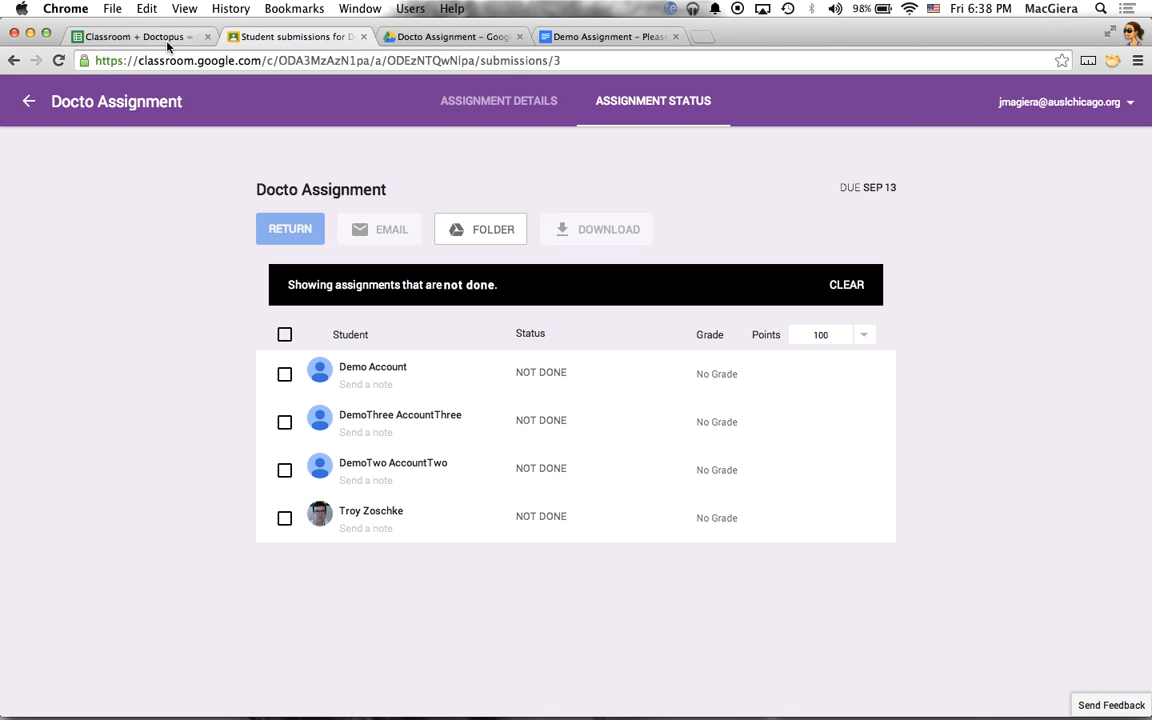 Chrome File Edit View History Bookmarks Window Users Help 98% Fri 6:38 PM MacGiera
Classroom + Doctopus = Student submissions for D Docto Assignment – Goog Demo Assignment – Please
https://classroom.google.com/c/ODA3MzAzN1pa/a/ODEzNTQwNlpa/submissions/3
Docto Assignment ASSIGNMENT DETAILS ASSIGNMENT STATUS jmagiera@auslchicago.org
Docto Assignment DUE SEP 13
RETURN EMAIL FOLDER DOWNLOAD
Showing assignments that are not done. CLEAR
Student Status Grade Points 100
Demo Account NOT DONE No Grade
Send a note
DemoThree AccountThree NOT DONE No Grade
Send a note
DemoTwo AccountTwo NOT DONE No Grade
Send a note
Troy Zoschke NOT DONE No Grade
Send a note
Send Feedback